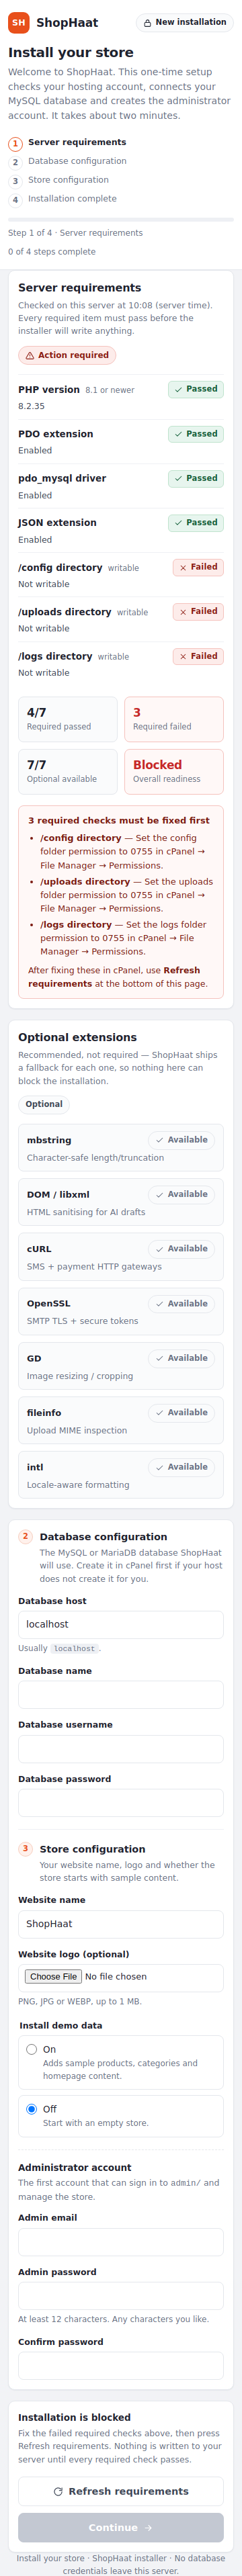 SH ShopHaat New installation
Install your store
Welcome to ShopHaat. This one-time setup
checks your hosting account, connects your
MySQL database and creates the administrator
account. It takes about two minutes.
1 Server requirements
2 Database configuration
3 Store configuration
4 Installation complete
Step 1 of 4 · Server requirements
0 of 4 steps complete
Server requirements
Checked on this server at 10:08 (server time).
Every required item must pass before the
installer will write anything.
Action required
PHP version 8.1 or newer Passed
8.2.35
PDO extension Passed
Enabled
pdo_mysql driver Passed
Enabled
JSON extension Passed
Enabled
/config directory writable Failed
Not writable
/uploads directory writable Failed
Not writable
/logs directory writable Failed
Not writable
4/7 3
Required passed Required failed
7/7 Blocked
Optional available Overall readiness
3 required checks must be fixed first
• /config directory — Set the config
folder permission to 0755 in cPanel →
File Manager → Permissions.
• /uploads directory — Set the uploads
folder permission to 0755 in cPanel →
File Manager → Permissions.
• /logs directory — Set the logs folder
permission to 0755 in cPanel → File
Manager → Permissions.
After fixing these in cPanel, use Refresh
requirements at the bottom of this page.
Optional extensions
Recommended, not required — ShopHaat ships
a fallback for each one, so nothing here can
block the installation.
Optional
mbstring Available
Character-safe length/truncation
DOM / libxml Available
HTML sanitising for AI drafts
cURL Available
SMS + payment HTTP gateways
OpenSSL Available
SMTP TLS + secure tokens
GD Available
Image resizing / cropping
fileinfo Available
Upload MIME inspection
intl Available
Locale-aware formatting
2 Database configuration
The MySQL or MariaDB database ShopHaat
will use. Create it in cPanel first if your host
does not create it for you.
Database host
localhost
Usually localhost.
Database name
Database username
Database password
3 Store configuration
Your website name, logo and whether the
store starts with sample content.
Website name
ShopHaat
Website logo (optional)
Choose File No file chosen
PNG, JPG or WEBP, up to 1 MB.
Install demo data
On
Adds sample products, categories and
homepage content.
Off
Start with an empty store.
Administrator account
The first account that can sign in to admin/ and
manage the store.
Admin email
Admin password
At least 12 characters. Any characters you like.
Confirm password
Installation is blocked
Fix the failed required checks above, then press
Refresh requirements. Nothing is written to your
server until every required check passes.
Refresh requirements
Continue →
Install your store · ShopHaat installer · No database
credentials leave this server.